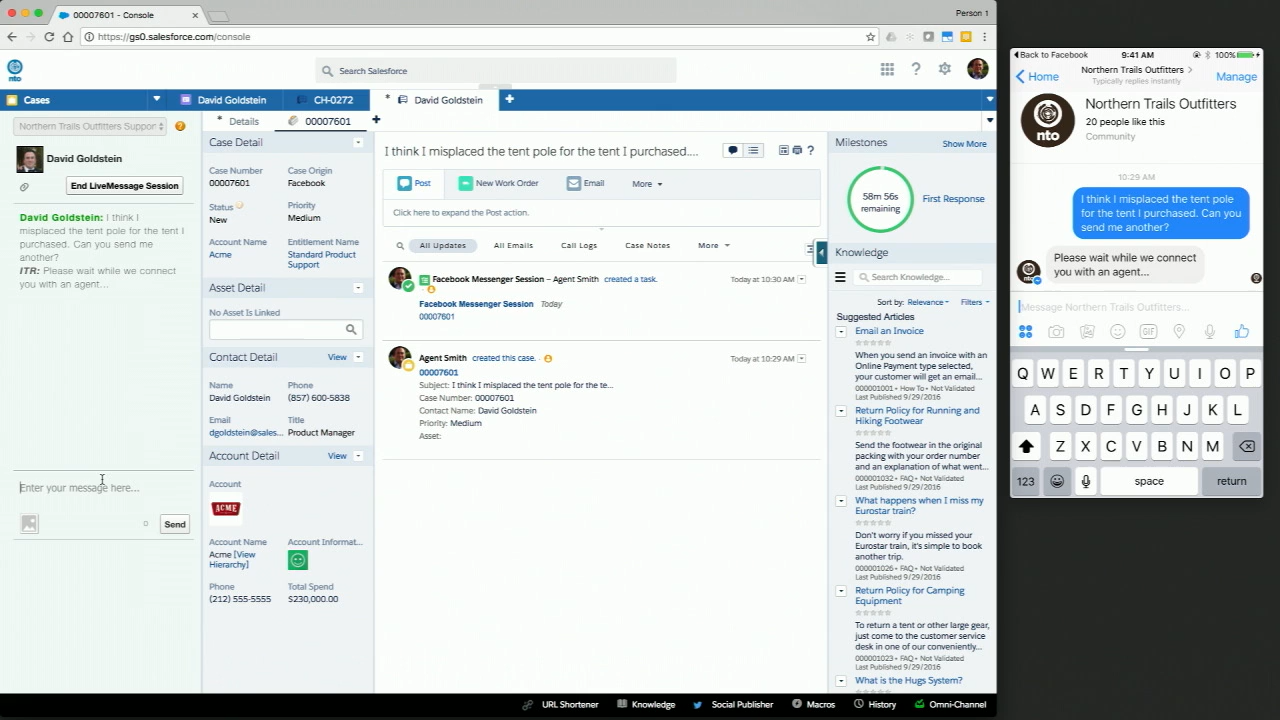 00007601 - Console
Person 1
https://gs0.salesforce.com/console
nto
Search Salesforce
Cases
David Goldstein
CH-0272
* David Goldstein
Northern Trails Outfitters Support
* Details
00007601
David Goldstein
End LiveMessage Session
David Goldstein: I think I
misplaced the tent pole for the tent I
purchased. Can you send me
another?
ITR: Please wait while we connect
you with an agent...
Enter your message here...
0
Send
Case Detail
Case Number
00007601
Case Origin
Facebook
Status
New
Priority
Medium
Account Name
Acme
Entitlement Name
Standard Product
Support
Asset Detail
No Asset Is Linked
Contact Detail
View
Name
David Goldstein
Phone
(857) 600-5838
Email
dgoldstein@sales...
Title
Product Manager
Account Detail
View
Account
ACME
Account Name
Acme [View
Hierarchy]
Account Informat...
Phone
(212) 555-5555
Total Spend
$230,000.00
I think I misplaced the tent pole for the tent I purchased....
Post
New Work Order
Email
More
Click here to expand the Post action.
All Updates
All Emails
Call Logs
Case Notes
More
Facebook Messenger Session – Agent Smith created a task.
Today at 10:30 AM
Facebook Messenger Session Today
00007601
Agent Smith created this case.
Today at 10:29 AM
00007601
Subject: I think I misplaced the tent pole for the te...
Case Number: 00007601
Contact Name: David Goldstein
Priority: Medium
Asset:
Milestones
Show More
58m 56s
remaining
First Response
Knowledge
Search Knowledge...
Sort by: Relevance
Filters
Suggested Articles
Email an Invoice
When you send an invoice with an
Online Payment type selected,
your customer will get an email...
000001001 • How To • Not Validated
Last Published 9/29/2016
Return Policy for Running and
Hiking Footwear
Send the footwear in the original
packing with your order number
and an explanation of what went...
000001032 • FAQ • Not Validated
Last Published 9/29/2016
What happens when I miss my
Eurostar train?
Don't worry if you missed your
Eurostar train, it's simple to book
another trip.
000001026 • FAQ • Not Validated
Last Published 9/29/2016
Return Policy for Camping
Equipment
To return a tent or other large gear,
just come to the customer service
desk in one of our conveniently...
000001023 • FAQ • Not Validated
Last Published 9/29/2016
What is the Hugs System?
URL Shortener
Knowledge
Social Publisher
Macros
History
Omni-Channel
Back to Facebook
9:41 AM
100%
Home
Northern Trails Outfitters
Typically replies instantly
Manage
nto
Northern Trails Outfitters
20 people like this
Community
10:29 AM
I think I misplaced the tent pole
for the tent I purchased. Can you
send me another?
Please wait while we connect
you with an agent...
Message Northern Trails Outfitters...
GIF
Q W E R T Y U I O P
A S D F G H J K L
Z X C V B N M
123
space
return